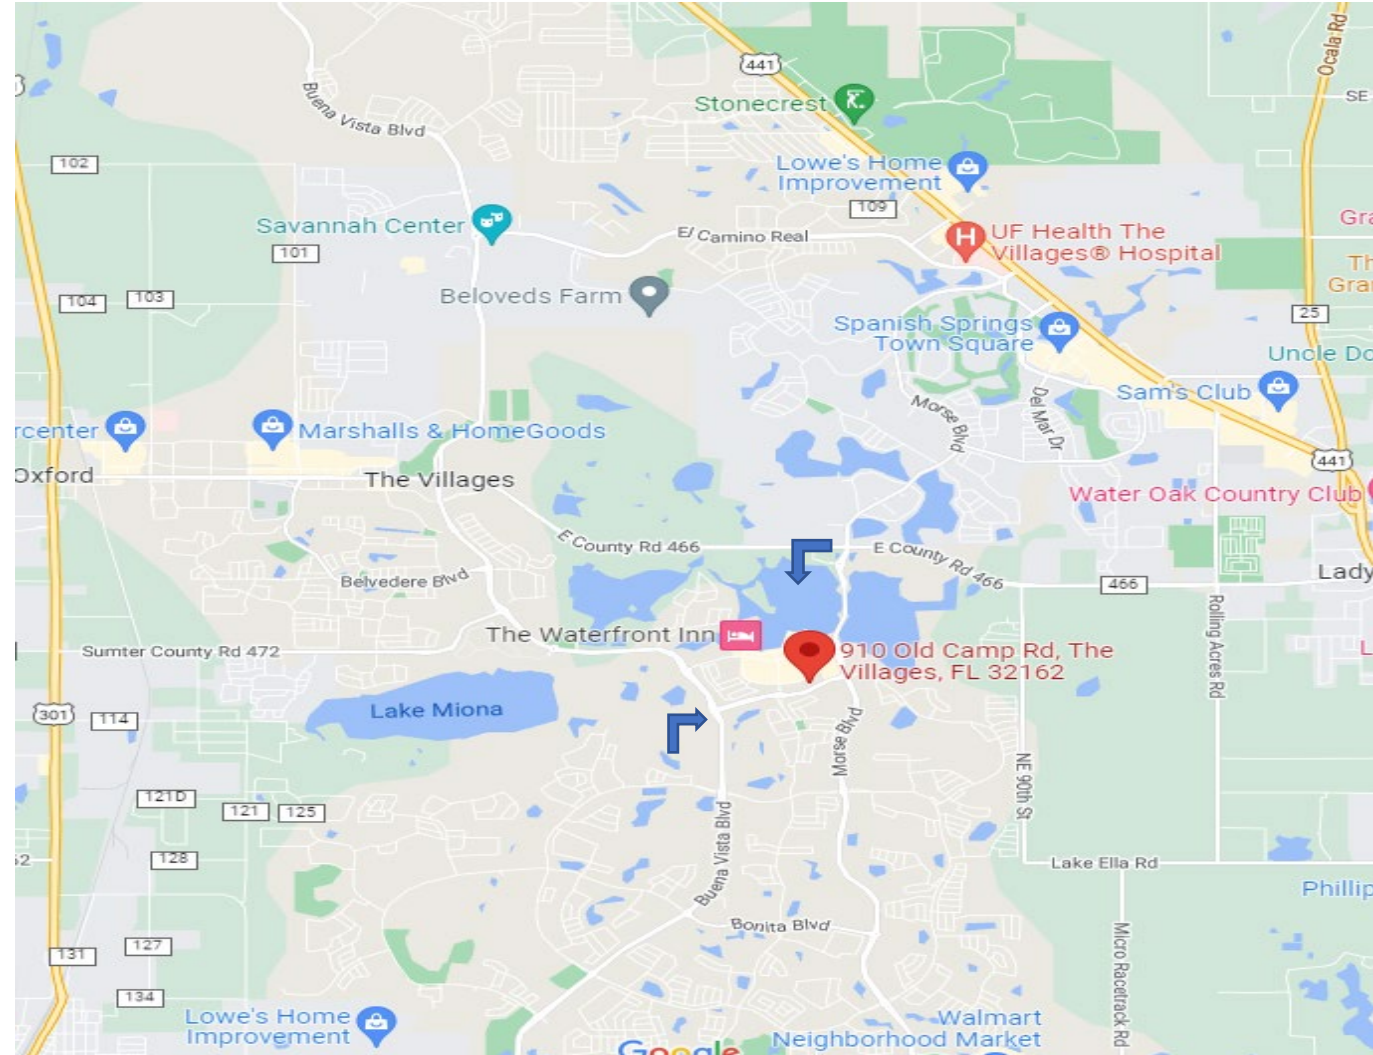 441
Ocala Rd
SE
Buena Vista Blvd
Stonecrest
Lowe's Home
Improvement
102
109
Savannah Center
El Camino Real
UF Health The
Villages® Hospital
Gra
101
Th
Gra
104
103
Beloveds Farm
25
Spanish Springs
Town Square
Uncle Do
Sam's Club
Morse Blvd
Del Mar Dr
rcenter
Marshalls & HomeGoods
441
Oxford
The Villages
Water Oak Country Club
E County Rd 466
E County Rd 466
Belvedere Blvd
466
Lady
Rolling Acres Rd
The Waterfront Inn
Sumter County Rd 472
910 Old Camp Rd, The
Villages, FL 32162
L
301
114
Lake Miona
Morse Blvd
NE 90th St
121D
121
125
Buena Vista Blvd
128
Lake Ella Rd
Phillip
Bonita Blvd
Micro Racetrack Rd
131
127
134
Lowe's Home
Improvement
Walmart
Neighborhood Market
Google